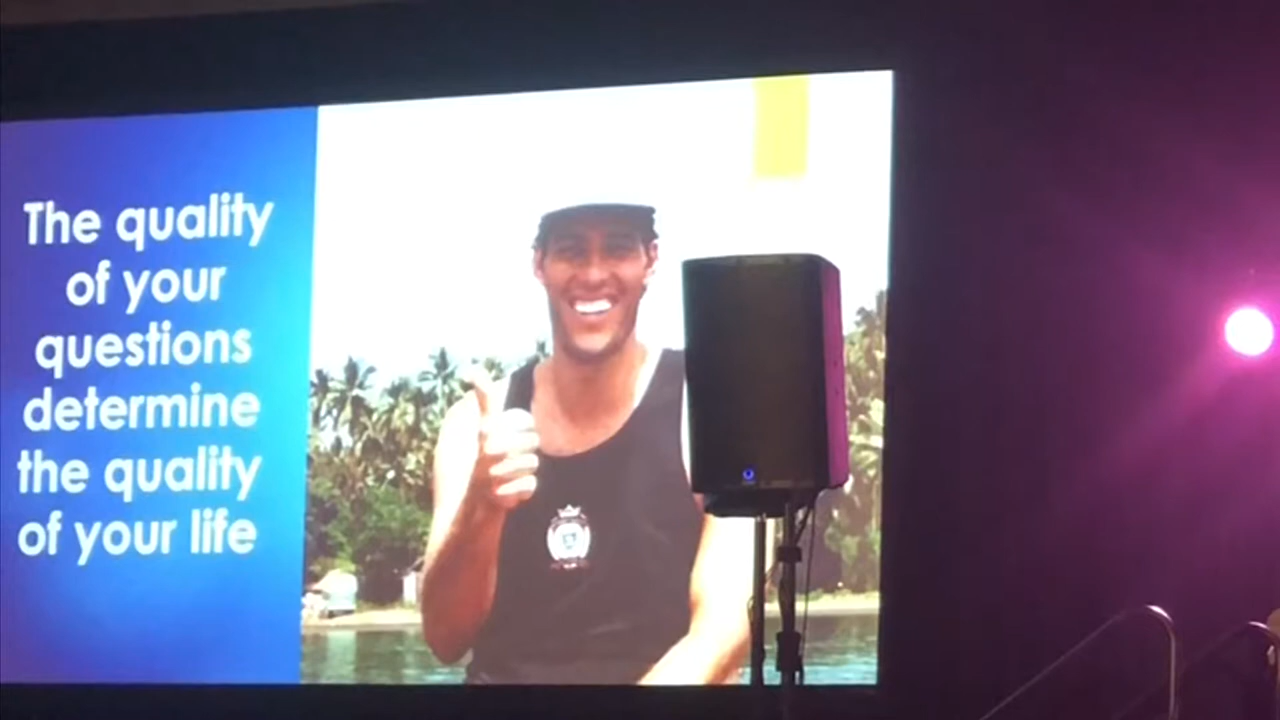 The quality
of your
questions
determine
the quality
of your life